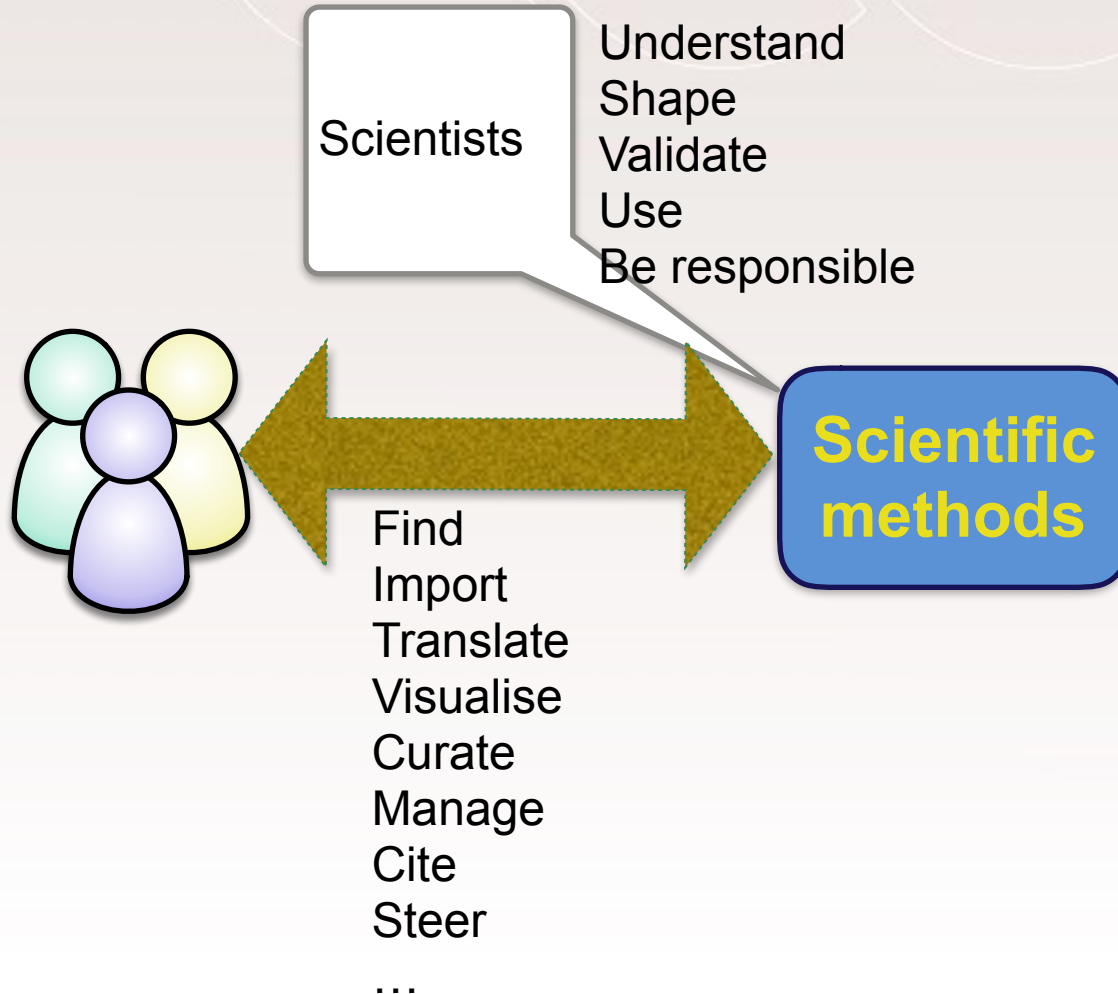 Scientists
Understand
Shape
Validate
Use
Be responsible
Scientific
methods
Find
Import
Translate
Visualise
Curate
Manage
Cite
Steer
…